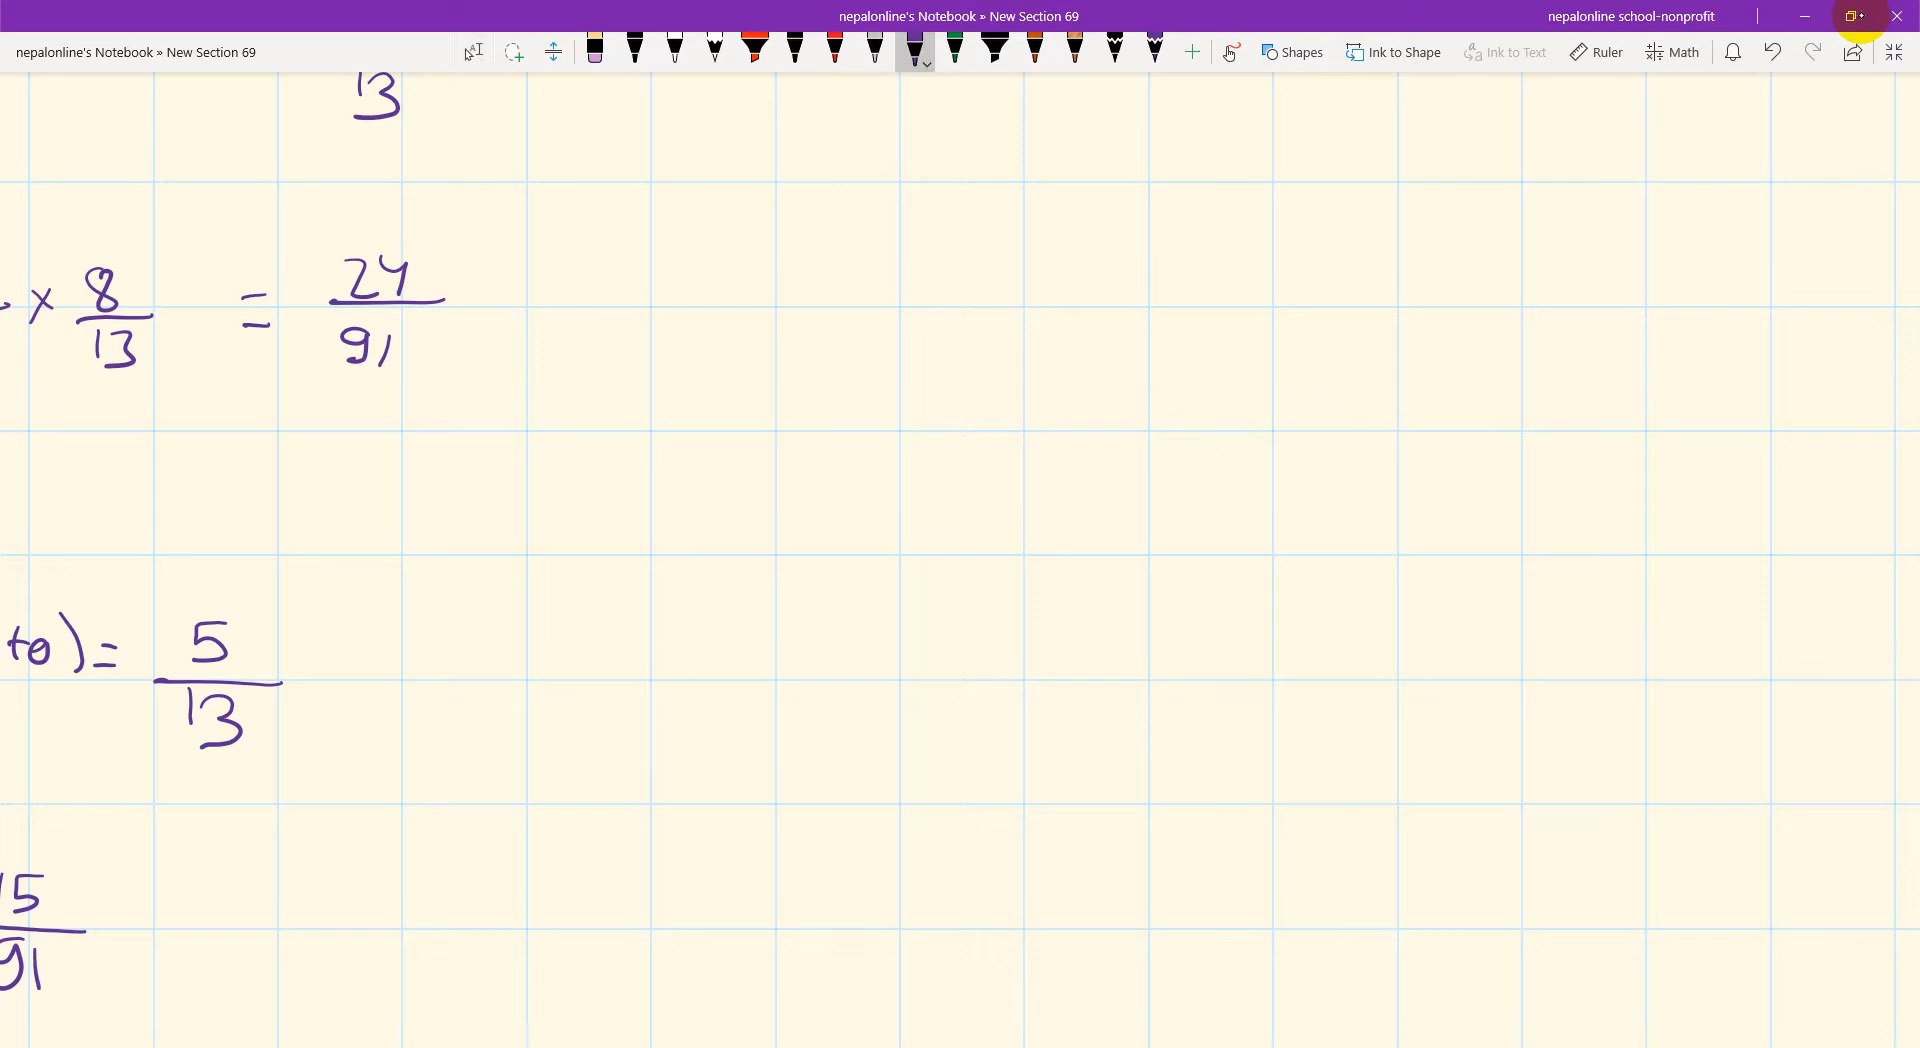 nepalonline's Notebook » New Section 69
nepalonline school-nonprofit
nepalonline's Notebook » New Section 69
Shapes
Ink to Shape
Ink to Text
Ruler
Math
13
× 8/13 = 24/91
to) = 5/13
15/91